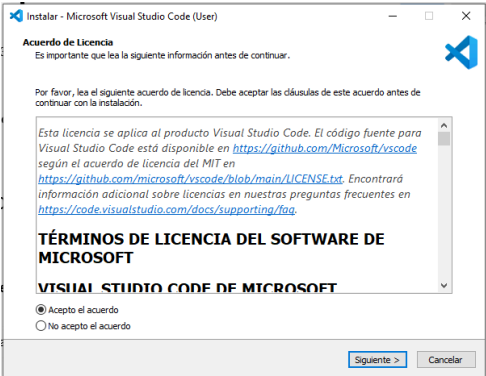 Instalar - Microsoft Visual Studio Code (User)
Acuerdo de Licencia
Es importante que lea la siguiente información antes de continuar.
Por favor, lea el siguiente acuerdo de licencia. Debe aceptar las cláusulas de este acuerdo antes de
continuar con la instalación.
Esta licencia se aplica al producto Visual Studio Code. El código fuente para
Visual Studio Code está disponible en https://github.com/Microsoft/vscode
según el acuerdo de licencia del MIT en
https://github.com/microsoft/vscode/blob/main/LICENSE.txt. Encontrará
información adicional sobre licencias en nuestras preguntas frecuentes en
https://code.visualstudio.com/docs/supporting/faq.
TÉRMINOS DE LICENCIA DEL SOFTWARE DE
MICROSOFT
VISUAL STUDIO CODE DE MICROSOFT
Acepto el acuerdo
No acepto el acuerdo
Siguiente >
Cancelar